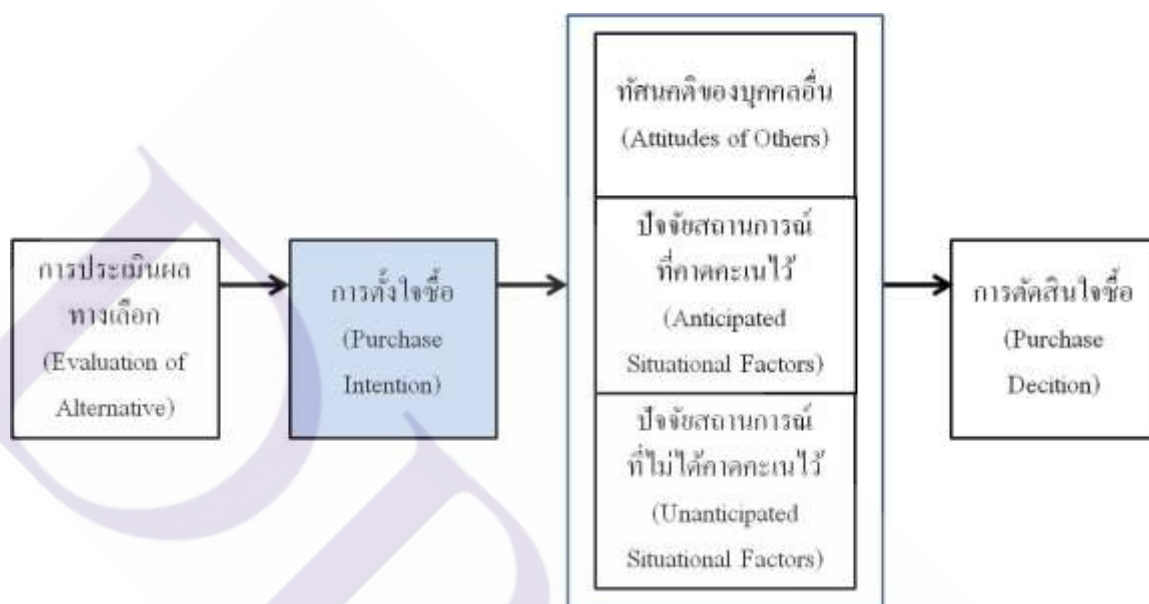 การประเมินผล
ทางเลือก
(Evaluation of
Alternative)
การตั้งใจซื้อ
(Purchase
Intention)
ทัศนคติของบุคคลอื่น
(Attitudes of Others)
ปัจจัยสถานการณ์
ที่คาดคะเนไว้
(Anticipated
Situational Factors)
ปัจจัยสถานการณ์
ที่ไม่ได้คาดคะเนไว้
(Unanticipated
Situational Factors)
การตัดสินใจซื้อ
(Purchase
Decition)